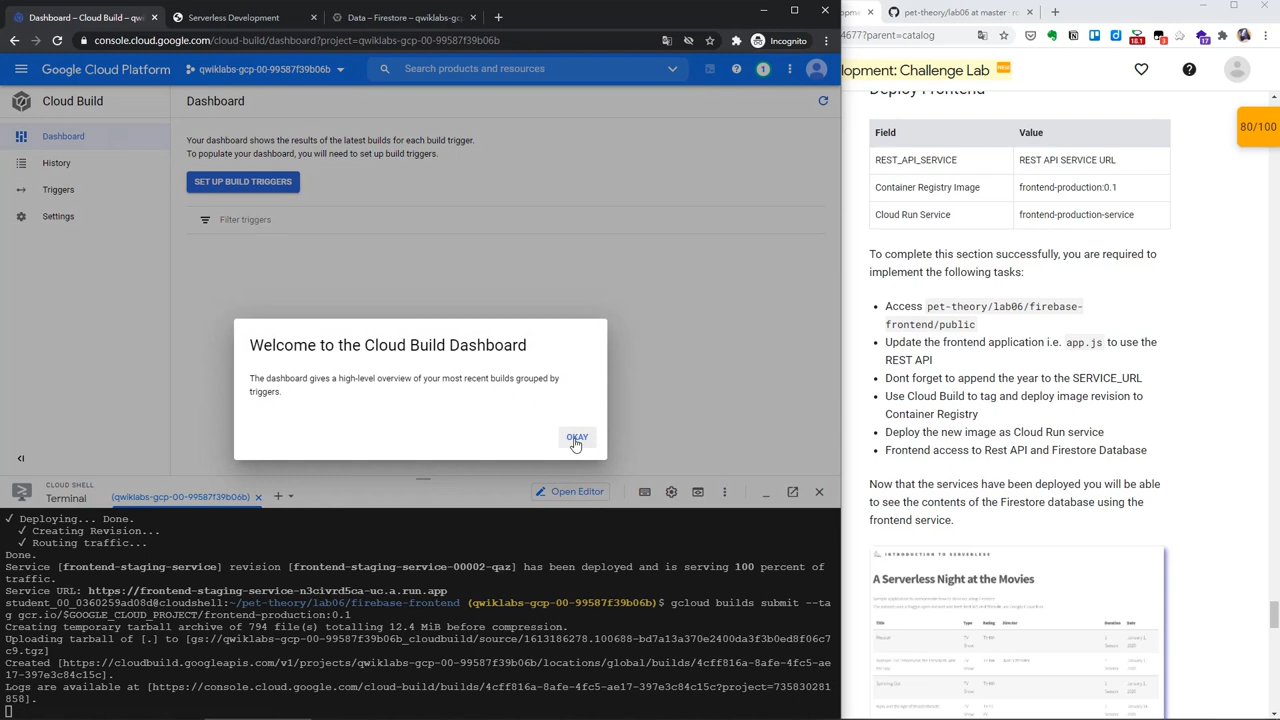 Dashboard – Cloud Build – qw
Serverless Development
Data – Firestore – qwiklabs-gcp
console.cloud.google.com/cloud-build/dashboard?project=qwiklabs-gcp-00-99587f39b06b
Incognito
Google Cloud Platform
qwiklabs-gcp-00-99587f39b06b
Search products and resources
1
Cloud Build
Dashboard
Dashboard
History
Triggers
Settings
Your dashboard shows the results of the latest builds for each build trigger.
To populate your dashboard, you will need to set up build triggers.
SET UP BUILD TRIGGERS
Filter triggers
Welcome to the Cloud Build Dashboard
The dashboard gives a high-level overview of your most recent builds grouped by
triggers.
OKAY
CLOUD SHELL
Terminal
(qwiklabs-gcp-00-99587f39b06b)
Open Editor
✓ Deploying... Done.
✓ Creating Revision...
✓ Routing traffic...
Done.
Service [frontend-staging-service] revision [frontend-staging-service-00002-qaz] has been deployed and is serving 100 percent of
traffic.
Service URL: https://frontend-staging-service-n3civrd5ca-uc.a.run.app
~/pet-theory/lab06/firebase-frontend (qwiklabs-gcp-00-99587f39b06b)$ gcloud builds submit --ta
Creating temporary tarball archive of 794 file(s) totalling 12.4 MiB before compression.
Uploading tarball of [.] to [gs://qwiklabs-gcp-00-99587f39b06b_cloudbuild/source/1613186278.100688-bd7a13a370e2400da3f3b0ed8f06c7
c9.tgz]
Created [https://cloudbuild.googleapis.com/v1/projects/qwiklabs-gcp-00-99587f39b06b/locations/global/builds/4cff816a-8afe-4fc5-ae
17-397e3c84c15c].
Logs are available at [https://console.cloud.google.com/cloud-build/builds/4cff816a-8afe-4fc5-ae17-397e3c84c15c?project=735830281
558].
pet-theory/lab06 at master · ro
4677?parent=catalog
18.1
3
17
lopment: Challenge Lab
NEW
80/100
Deploy Frontend
Field
Value
REST_API_SERVICE
REST API SERVICE URL
Container Registry Image
frontend-production:0.1
Cloud Run Service
frontend-production-service
To complete this section successfully, you are required to
implement the following tasks:
Access pet-theory/lab06/firebase-
frontend/public
Update the frontend application i.e. app.js to use the
REST API
Dont forget to append the year to the SERVICE_URL
Use Cloud Build to tag and deploy image revision to
Container Registry
Deploy the new image as Cloud Run service
Frontend access to Rest API and Firestore Database
Now that the services have been deployed you will be able
to see the contents of the Firestore database using the
frontend service.
INTRODUCTION TO SERVERLESS
A Serverless Night at the Movies
Title
Type
Rating
Director
Duration
Date